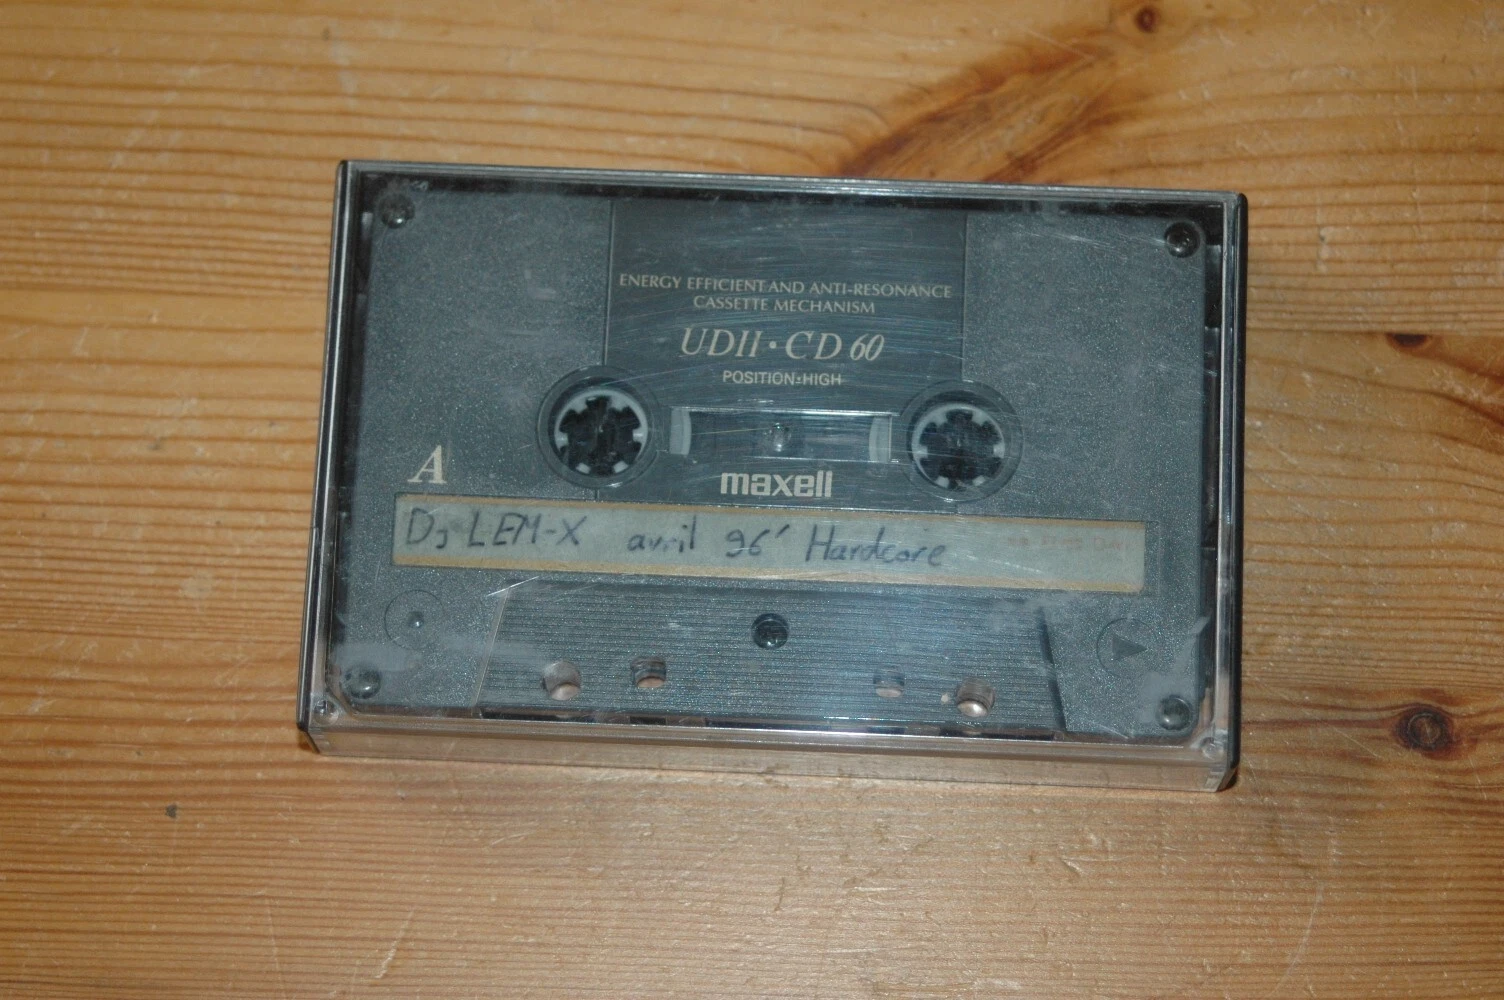 ENERGY EFFICIENT AND ANTI-RESONANCE
CASSETTE MECHANISM
UDII • CD 60
POSITION•HIGH
A
maxell
DJ LEM-X avril 96' Hardcore